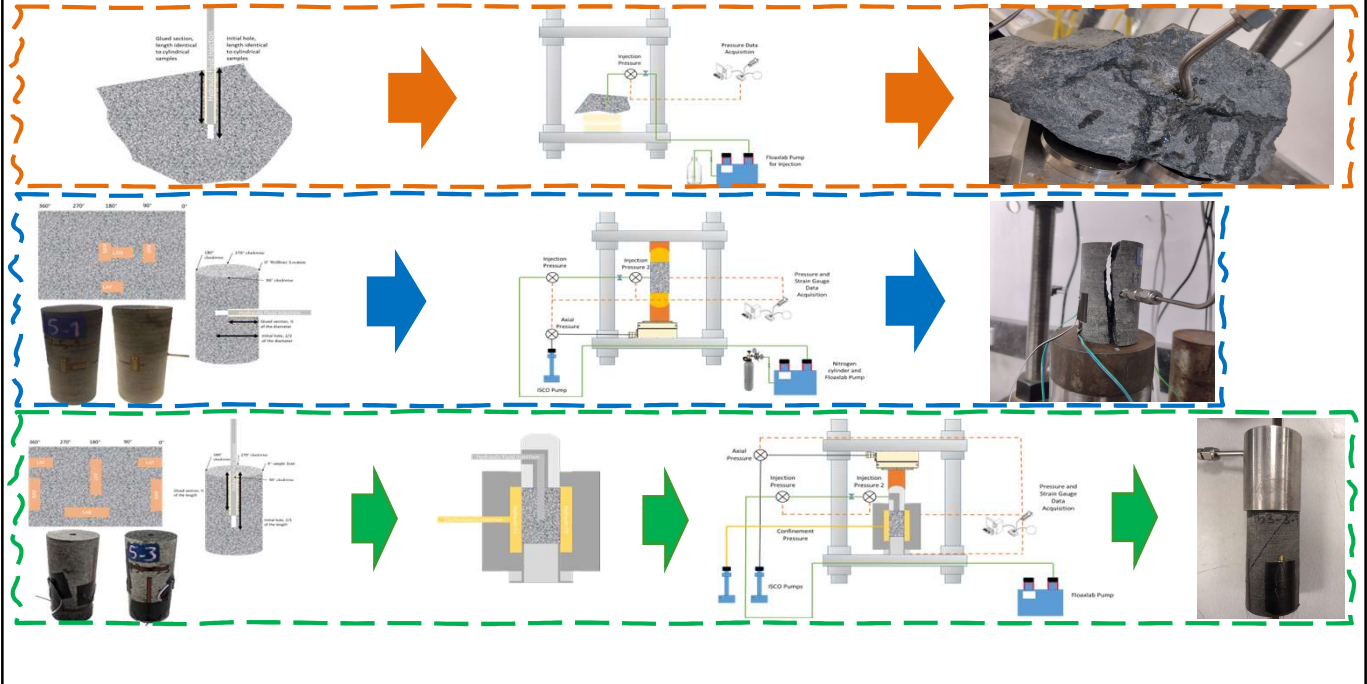 Glued section,
length identical
to cylindrical
samples
Initial hole,
length identical
to cylindrical
samples
Injection
Pressure
Pressure Data
Acquisition
Floaxlab Pump
for injection
360° 270° 180° 90° 0°
180°
clockwise
270° clockwise
0° Wellbore Location
90° clockwise
Glued section, ½
of the diameter
Initial hole, 2/3
of the diameter
5-1
Injection
Pressure
Injection
Pressure 2
Axial
Pressure
ISCO Pump
Pressure and
Strain Gauge
Data
Acquisition
Nitrogen
cylinder and
Floaxlab Pump
360° 270° 180° 90° 0°
180°
clockwise
270° clockwise
90° clockwise
Glued section, ½
of the length
Initial hole, 2/3
of the length
5-3
Axial
Pressure
Injection
Pressure
Injection
Pressure 2
Confinement
Pressure
ISCO Pumps
Pressure and
Strain Gauge
Data
Acquisition
Floaxlab Pump